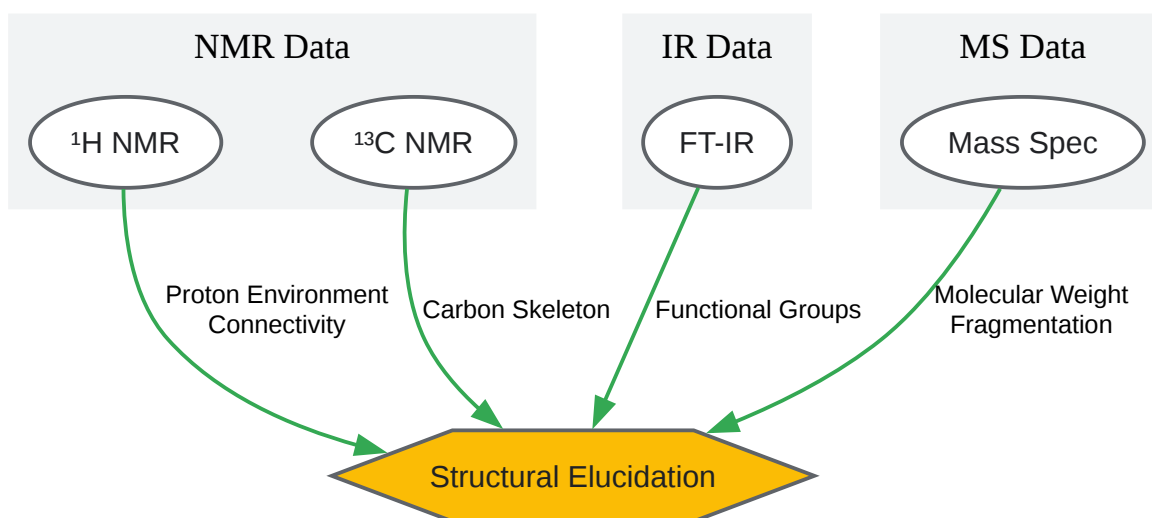 NMR Data
IR Data
MS Data
¹H NMR
¹³C NMR
FT-IR
Mass Spec
Proton Environment
Connectivity
Carbon Skeleton
Functional Groups
Molecular Weight
Fragmentation
Structural Elucidation